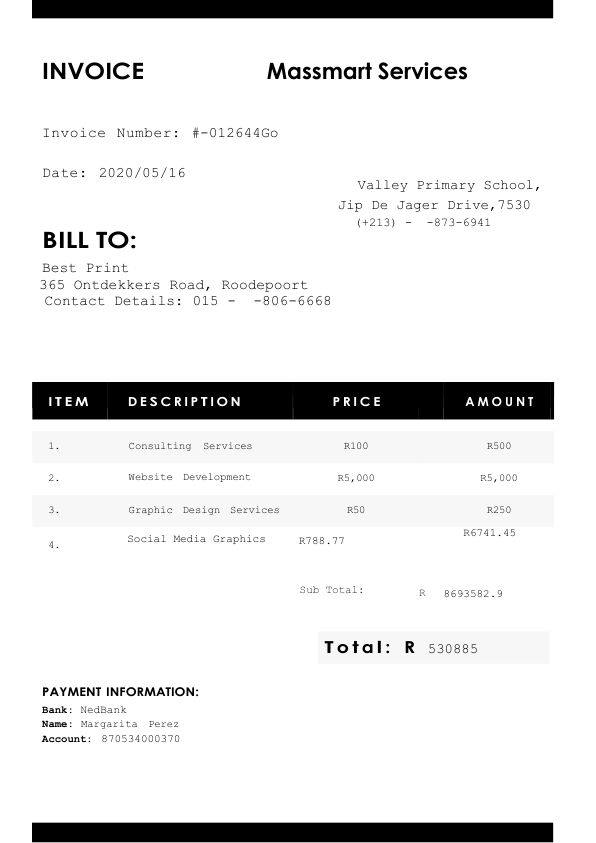 INVOICE Massmart Services
Invoice Number: #-012644Go
Date: 2020/05/16
Valley Primary School,
Jip De Jager Drive,7530
(+213) - -873-6941
BILL TO:
Best Print
365 Ontdekkers Road, Roodepoort
Contact Details: 015 - -806-6668
ITEM DESCRIPTION PRICE AMOUNT
1. Consulting Services R100 R500
2. Website Development R5,000 R5,000
3. Graphic Design Services R50 R250
4. Social Media Graphics R788.77 R6741.45
Sub Total: R 8693582.9
Total: R 530885
PAYMENT INFORMATION:
Bank: NedBank
Name: Margarita Perez
Account: 870534000370